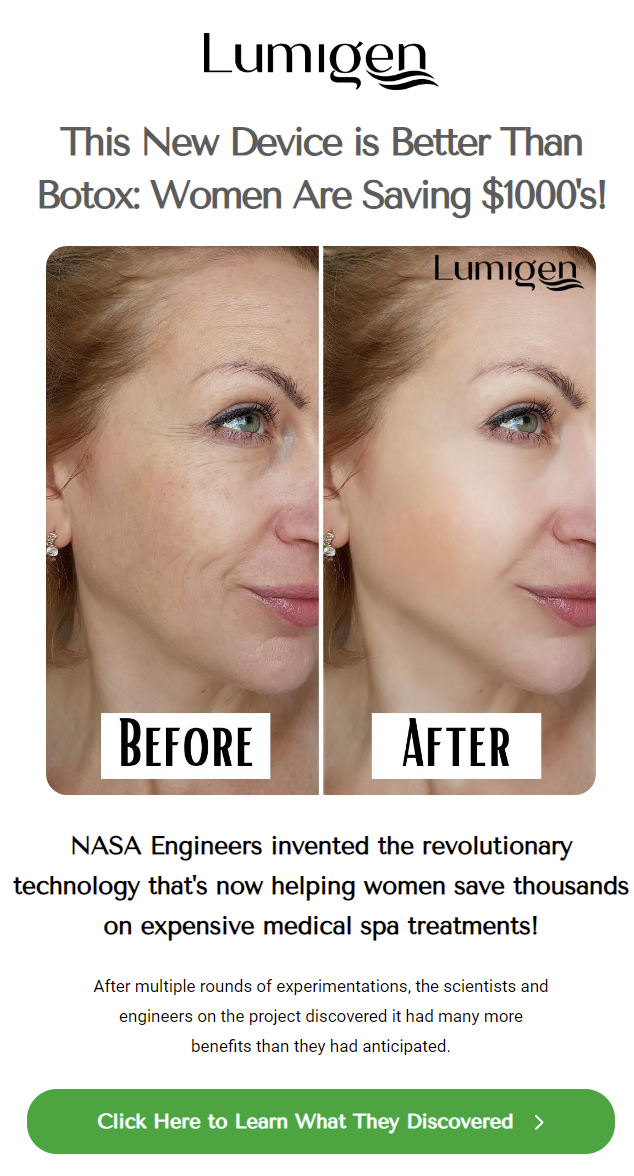 Lumigen
This New Device is Better Than
Botox: Women Are Saving $1000's!
Lumigen
BEFORE
AFTER
NASA Engineers invented the revolutionary
technology that's now helping women save thousands
on expensive medical spa treatments!
After multiple rounds of experimentations, the scientists and
engineers on the project discovered it had many more
benefits than they had anticipated.
Click Here to Learn What They Discovered